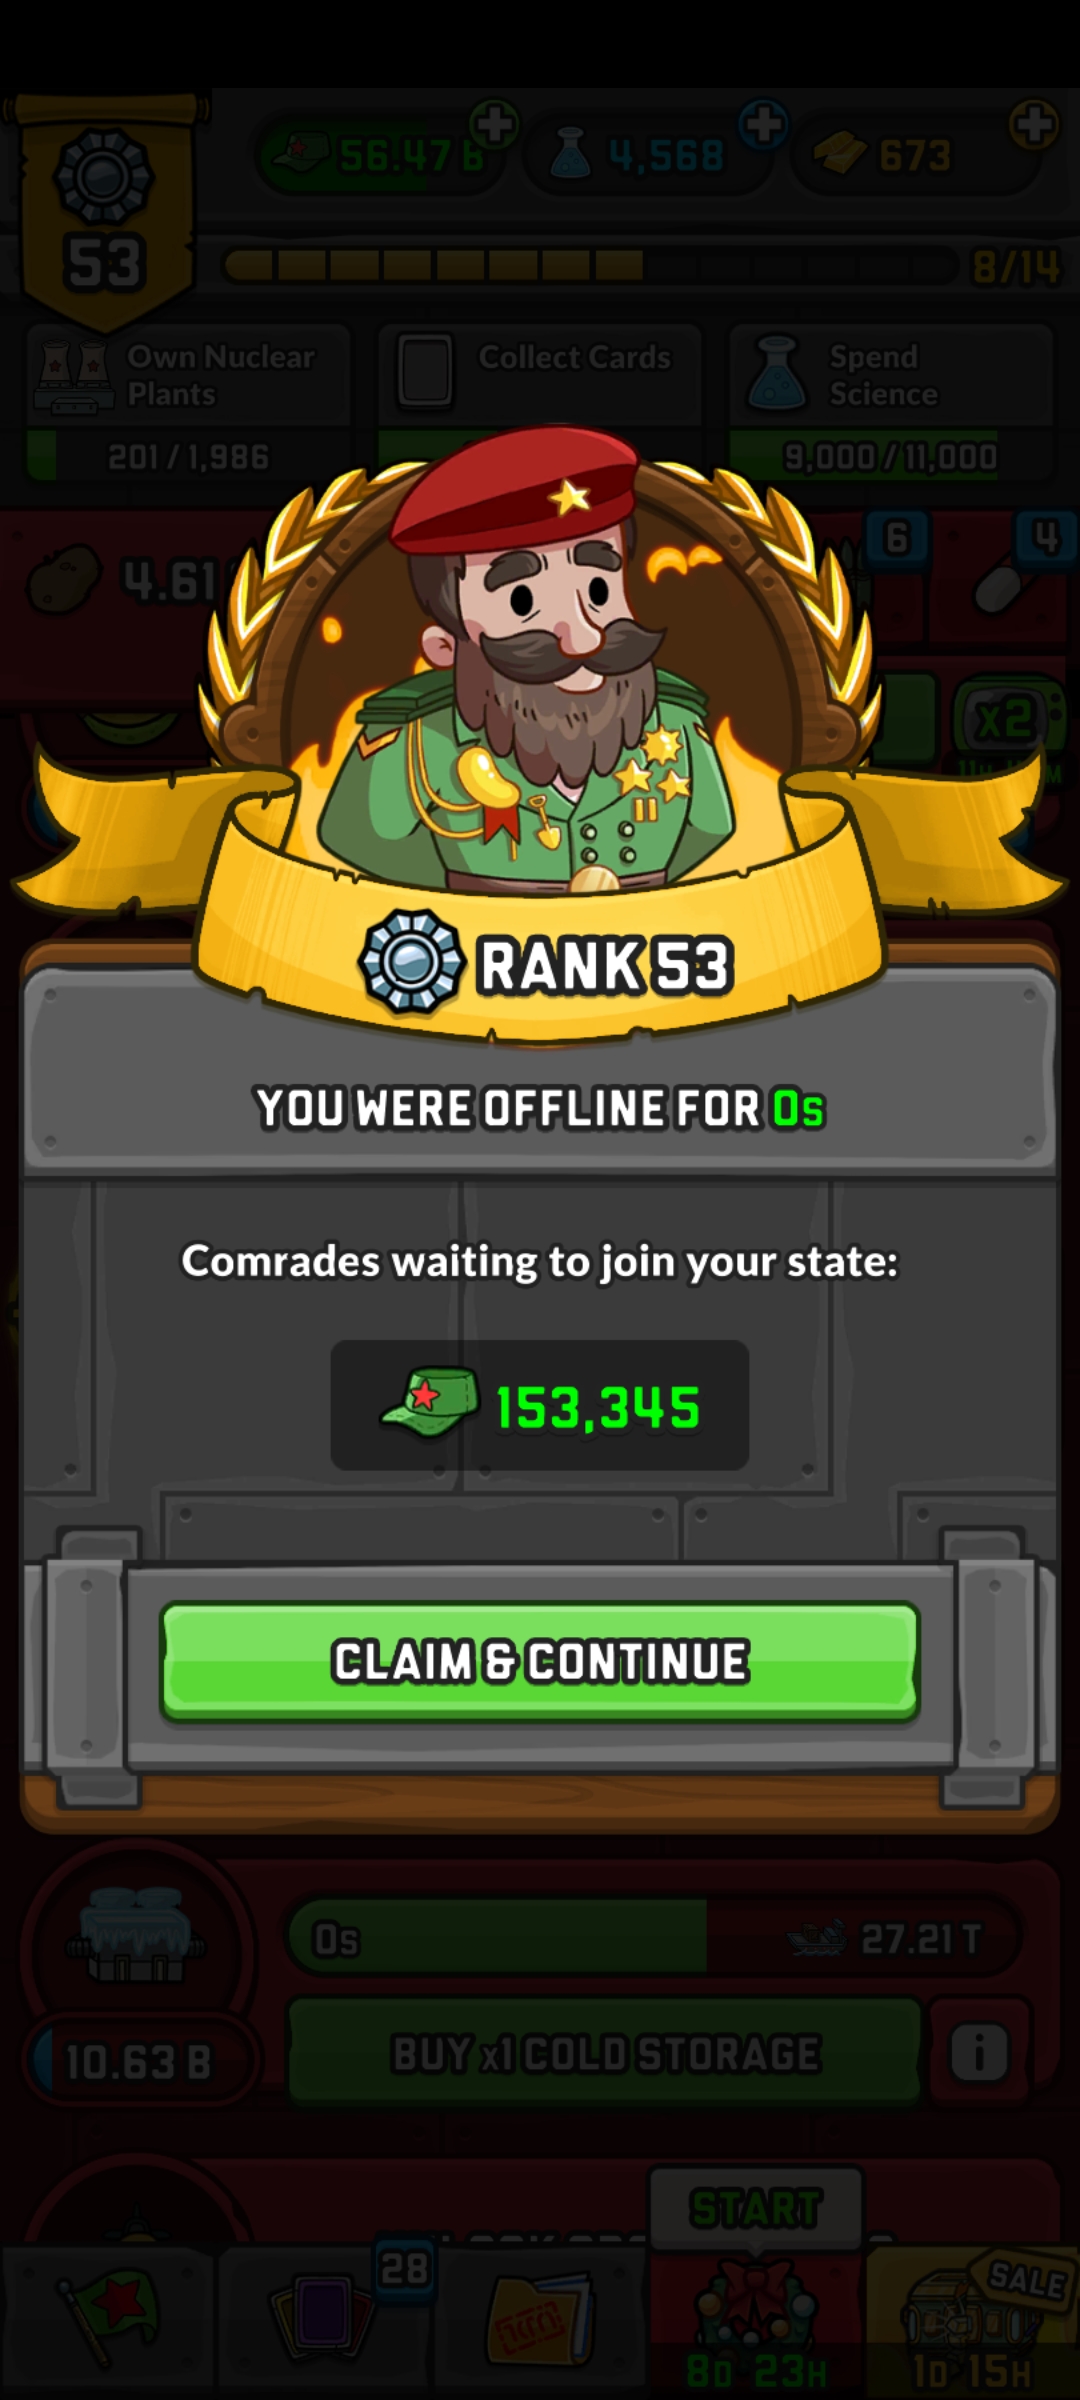 56.47 B
4,568
673
53
8/14
Own Nuclear
Plants
Collect Cards
Spend
Science
201 / 1,986
9,000 / 11,000
4.61
6
4
x2
RANK 53
YOU WERE OFFLINE FOR 0s
Comrades waiting to join your state:
153,345
CLAIM & CONTINUE
0s
27.21 T
10.63 B
BUY x1 COLD STORAGE
i
START
28
SALE
8D 23H
1D 15H